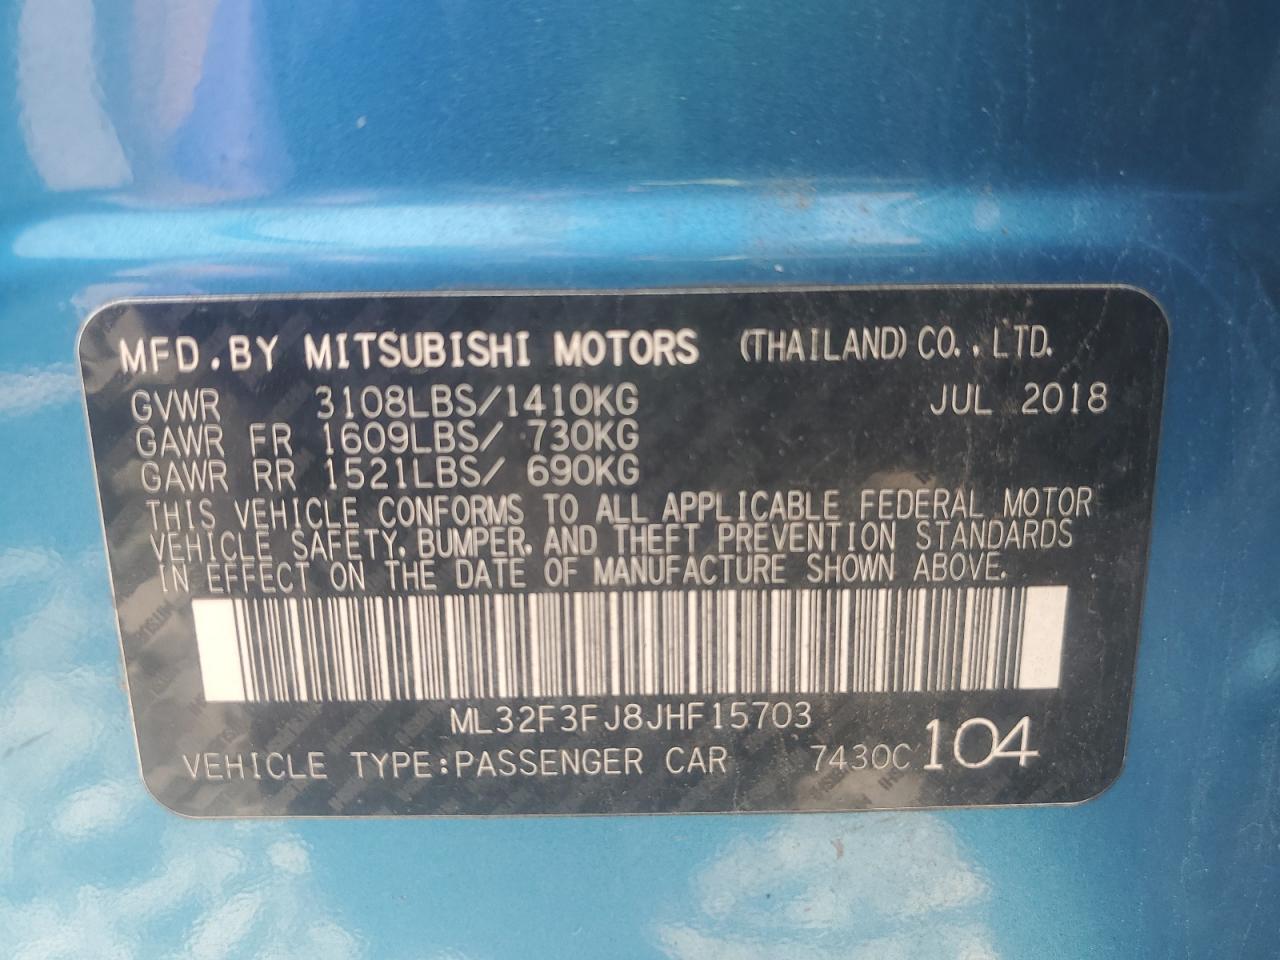 MFD.BY MITSUBISHI MOTORS (THAILAND) CO.,LTD.
GVWR 3108LBS/1410KG JUL 2018
GAWR FR 1609LBS/ 730KG
GAWR RR 1521LBS/ 690KG
THIS VEHICLE CONFORMS TO ALL APPLICABLE FEDERAL MOTOR
VEHICLE SAFETY, BUMPER, AND THEFT PREVENTION STANDARDS
IN EFFECT ON THE DATE OF MANUFACTURE SHOWN ABOVE.
ML32F3FJ8JHF15703
VEHICLE TYPE:PASSENGER CAR 7430C 104